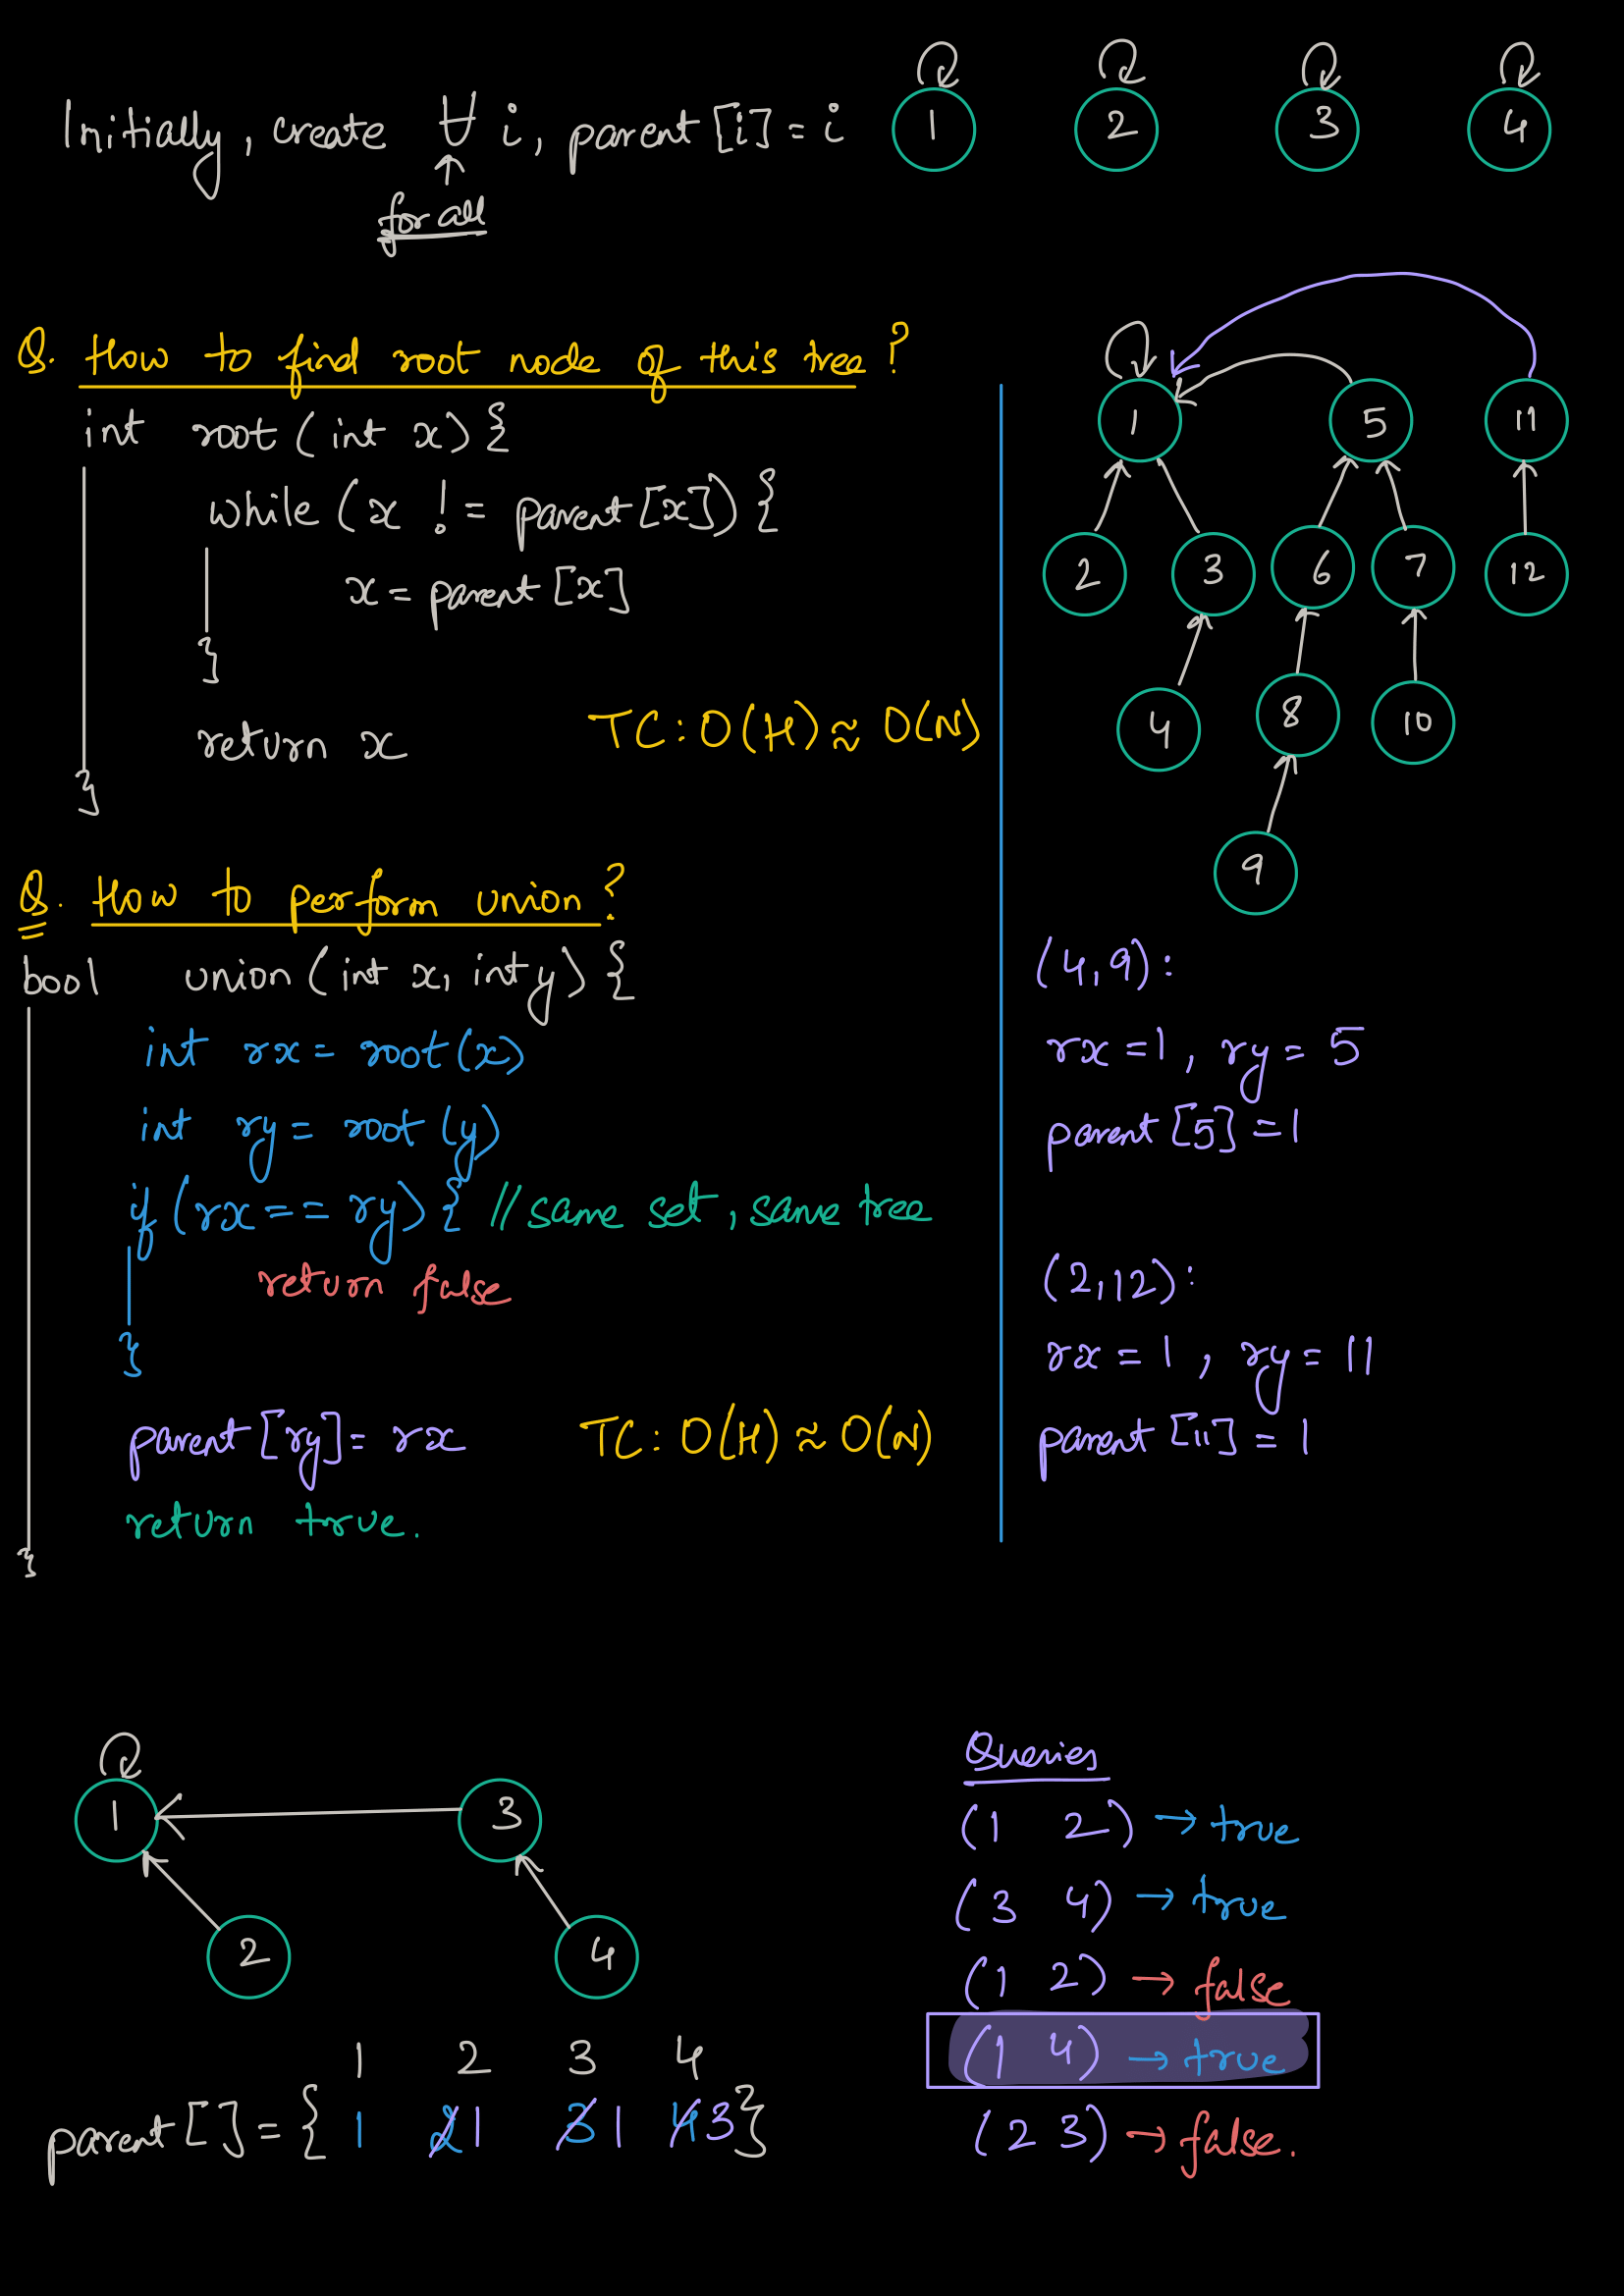 Initially, create ∀ i, parent[i] = i
for all
1 2 3 4
Q. How to find root node of this tree?
int root(int x){
while(x != parent[x]){
x = parent[x]
}
return x
TC: O(H) ≈ O(N)
}
1 5 11
2 3 6 7 12
4 8 10
9
Q. How to perform union?
bool union(int x, int y){
int rx = root(x)
int ry = root(y)
if(rx == ry){ //same set, same tree
return false
}
parent[ry] = rx
TC: O(H) ≈ O(N)
return true.
}
(4,9):
rx = 1, ry = 5
parent[5] = 1
(2,12):
rx = 1, ry = 11
parent[11] = 1
1 3
2 4
1 2 3 4
parent[] = { 1 2 1 3 1 4 3 }
Queries
(1 2) → true
(3 4) → true
(1 2) → false
(1 4) → true
(2 3) → false.